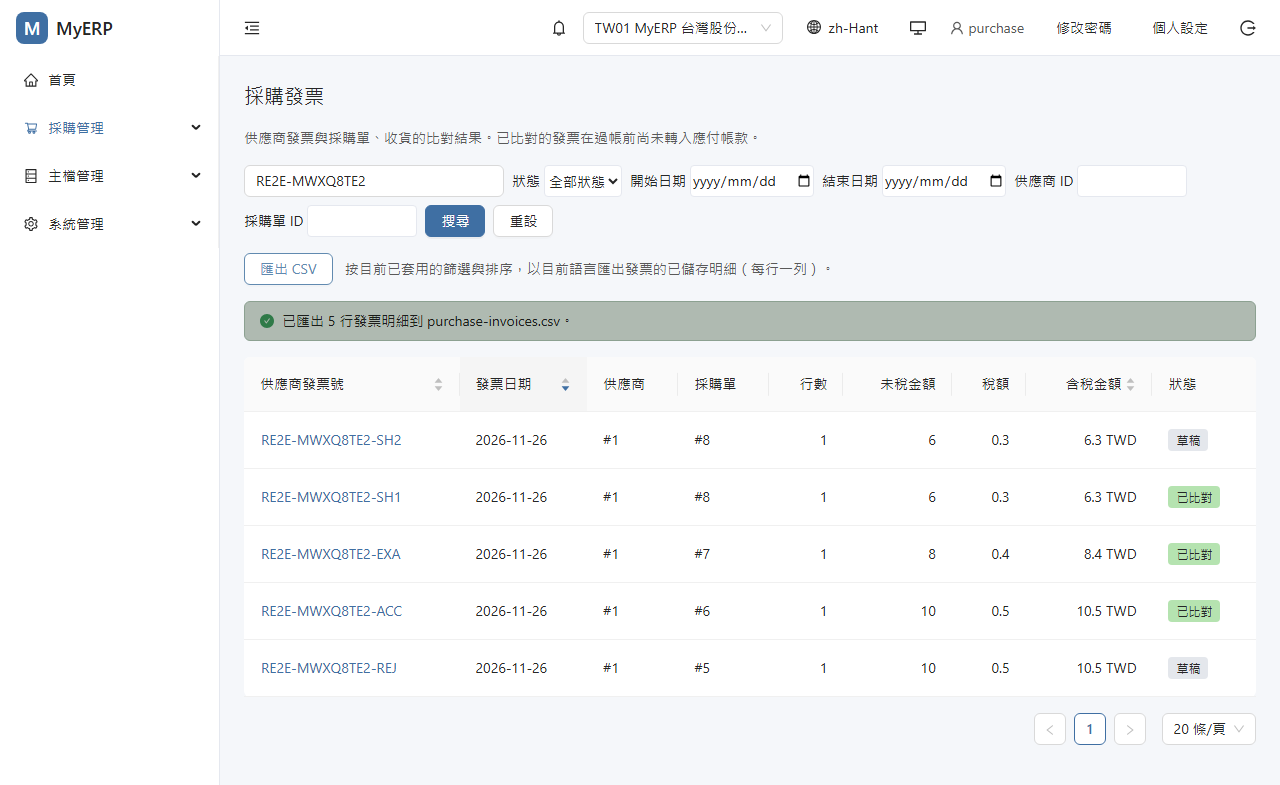 M MyERP
TW01 MyERP 台灣股份...
zh-Hant
purchase
修改密碼
個人設定
首頁
採購管理
主檔管理
系統管理
採購發票
供應商發票與採購單、收貨的比對結果。已比對的發票在過帳前尚未轉入應付帳款。
RE2E-MWXQ8TE2 狀態 全部狀態 開始日期 yyyy/mm/dd 結束日期 yyyy/mm/dd 供應商 ID
採購單 ID 搜尋 重設
匯出 CSV 按目前已套用的篩選與排序，以目前語言匯出發票的已儲存明細（每行一列）。
已匯出 5 行發票明細到 purchase-invoices.csv。
供應商發票號 發票日期 供應商 採購單 行數 未稅金額 稅額 含稅金額 狀態
RE2E-MWXQ8TE2-SH2 2026-11-26 #1 #8 1 6 0.3 6.3 TWD 草稿
RE2E-MWXQ8TE2-SH1 2026-11-26 #1 #8 1 6 0.3 6.3 TWD 已比對
RE2E-MWXQ8TE2-EXA 2026-11-26 #1 #7 1 8 0.4 8.4 TWD 已比對
RE2E-MWXQ8TE2-ACC 2026-11-26 #1 #6 1 10 0.5 10.5 TWD 已比對
RE2E-MWXQ8TE2-REJ 2026-11-26 #1 #5 1 10 0.5 10.5 TWD 草稿
< 1 > 20 條/頁